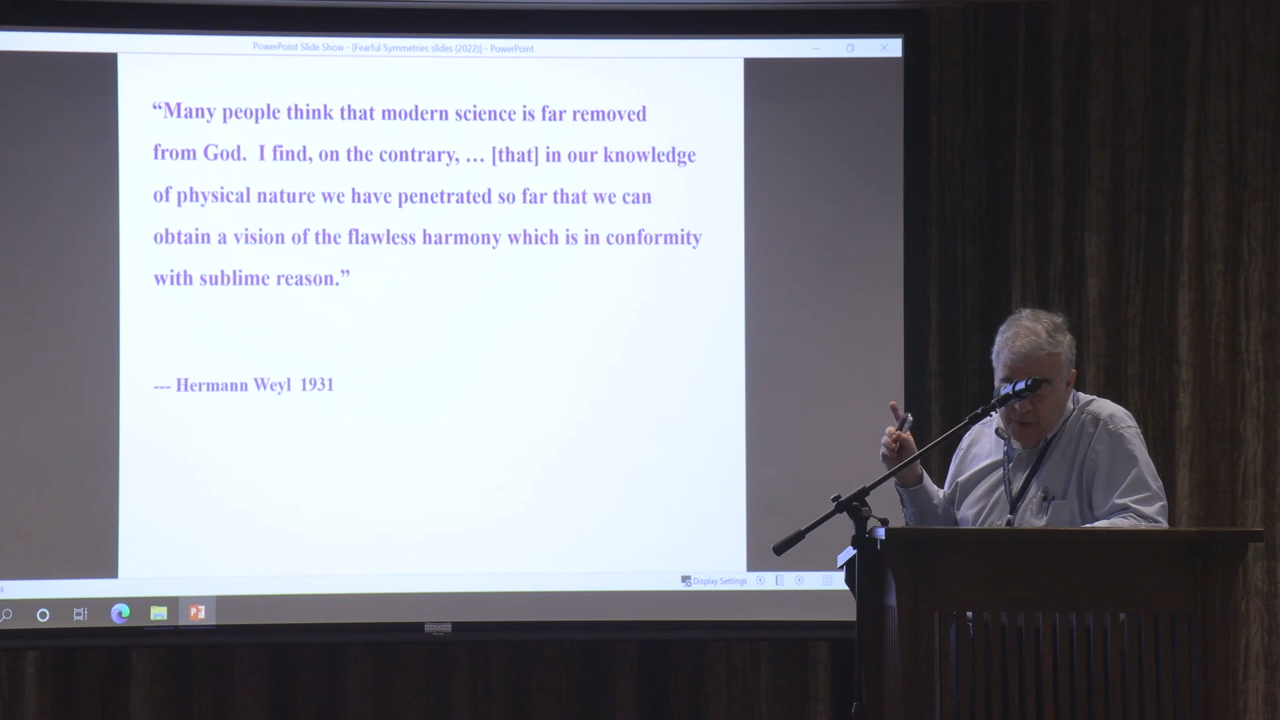 PowerPoint Slide Show - [Fearful Symmetries slides (2022)] - PowerPoint
“Many people think that modern science is far removed
from God.  I find, on the contrary, … [that] in our knowledge
of physical nature we have penetrated so far that we can
obtain a vision of the flawless harmony which is in conformity
with sublime reason.”
--- Hermann Weyl  1931
Display Settings